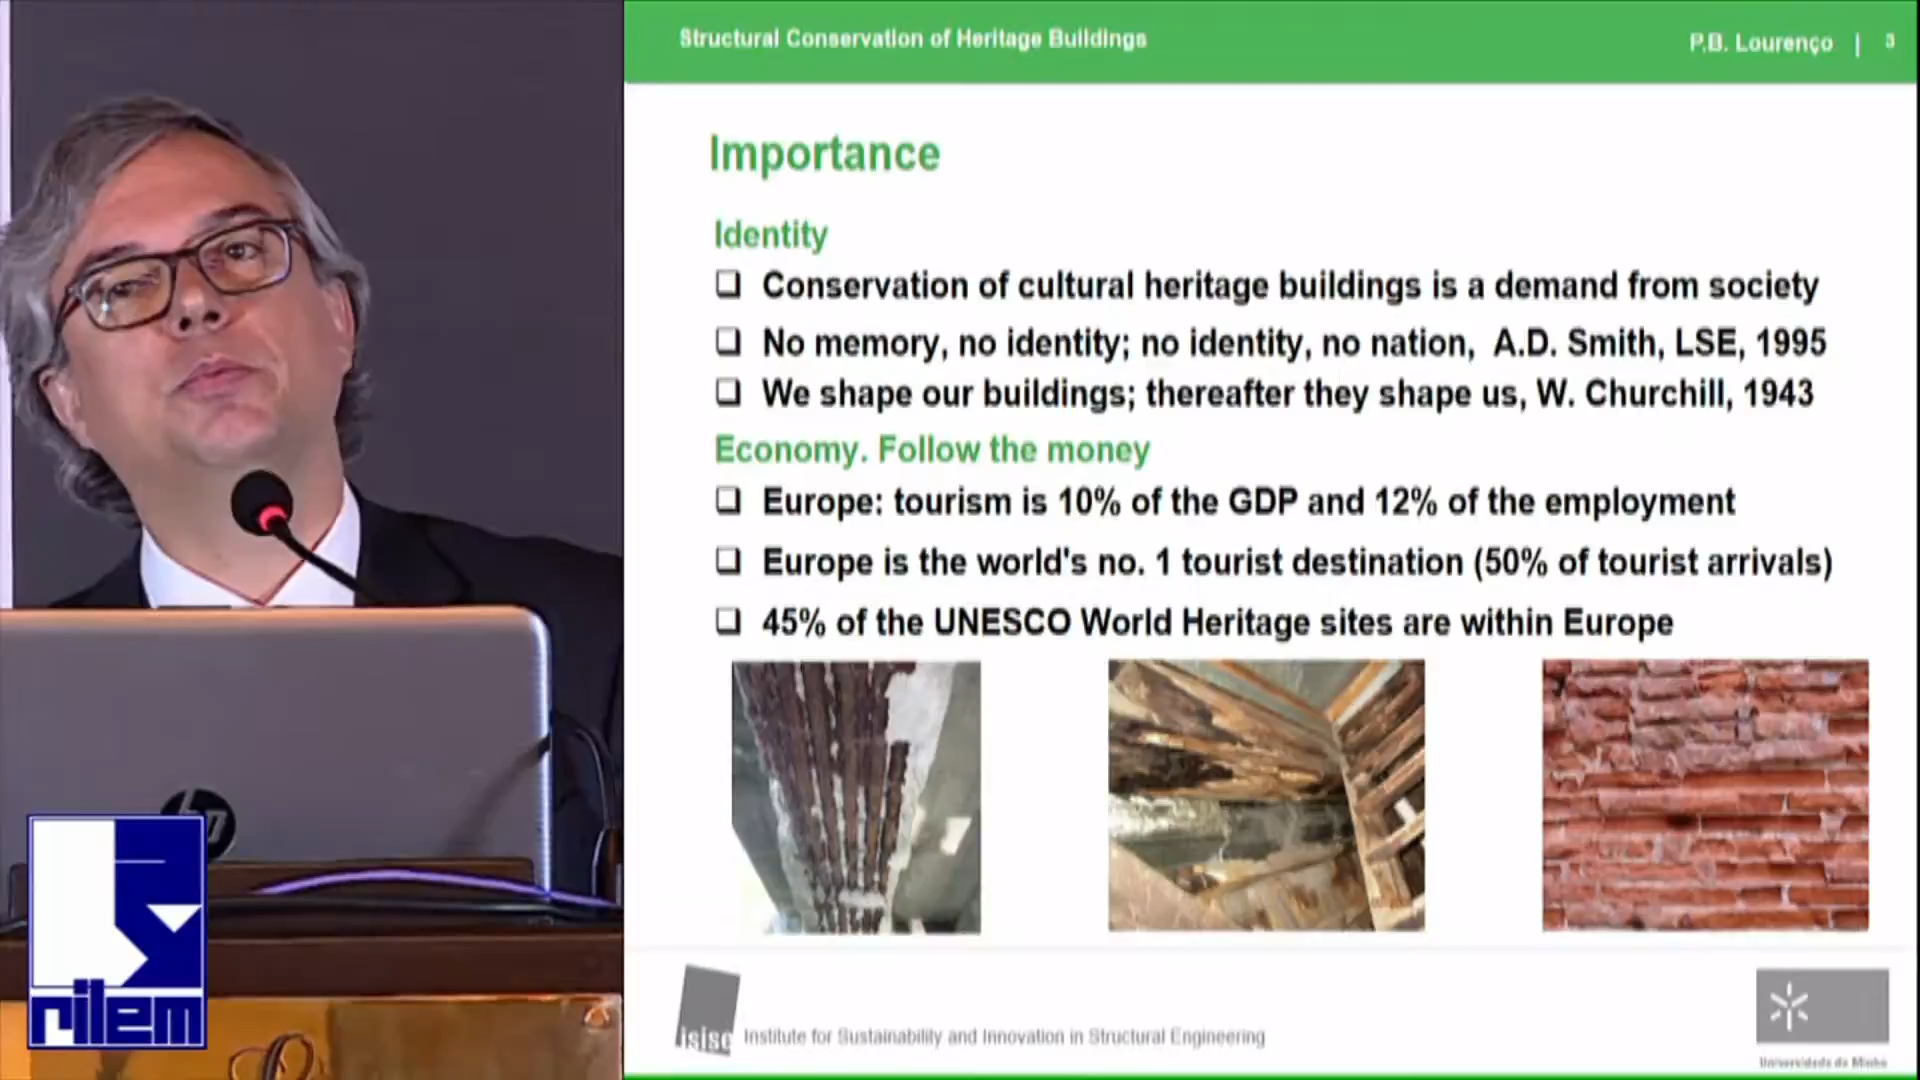 Structural Conservation of Heritage Buildings
P.B. Lourenço | 3
Importance
Identity
Conservation of cultural heritage buildings is a demand from society
No memory, no identity; no identity, no nation, A.D. Smith, LSE, 1995
We shape our buildings; thereafter they shape us, W. Churchill, 1943
Economy. Follow the money
Europe: tourism is 10% of the GDP and 12% of the employment
Europe is the world's no. 1 tourist destination (50% of tourist arrivals)
45% of the UNESCO World Heritage sites are within Europe
hp
rilem
isise
Institute for Sustainability and Innovation in Structural Engineering
Universidade do Minho